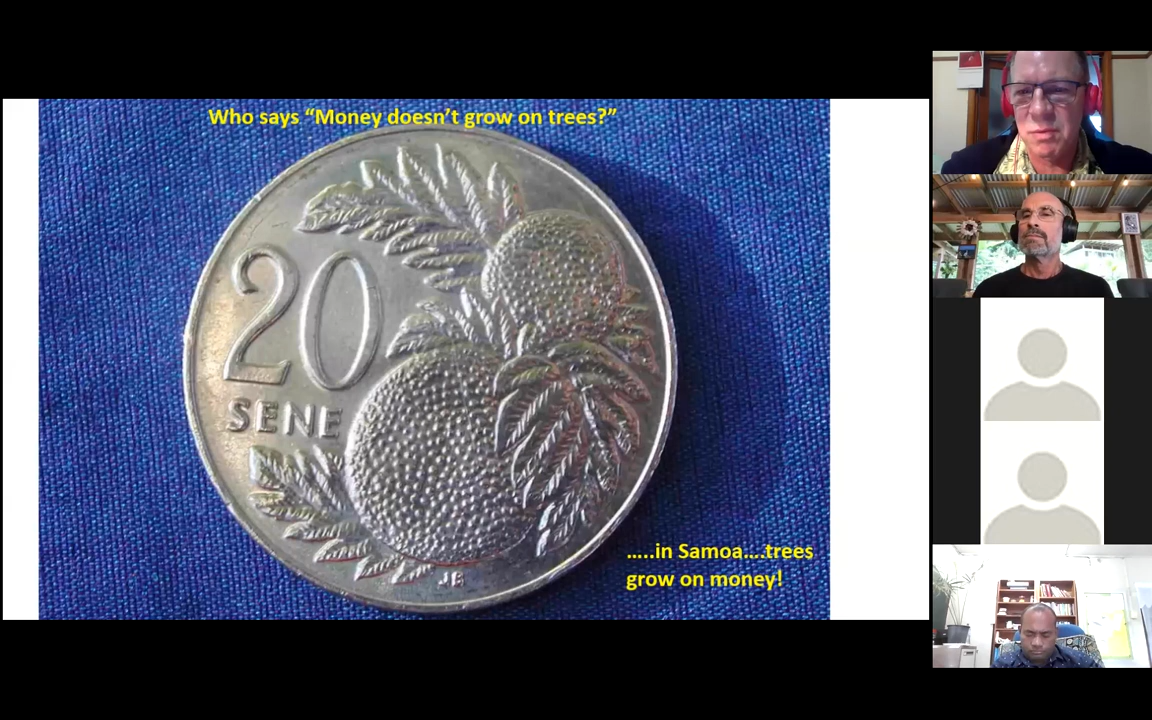 Who says “Money doesn’t grow on trees?”
20
SENE
JB
…..in Samoa….trees
grow on money!